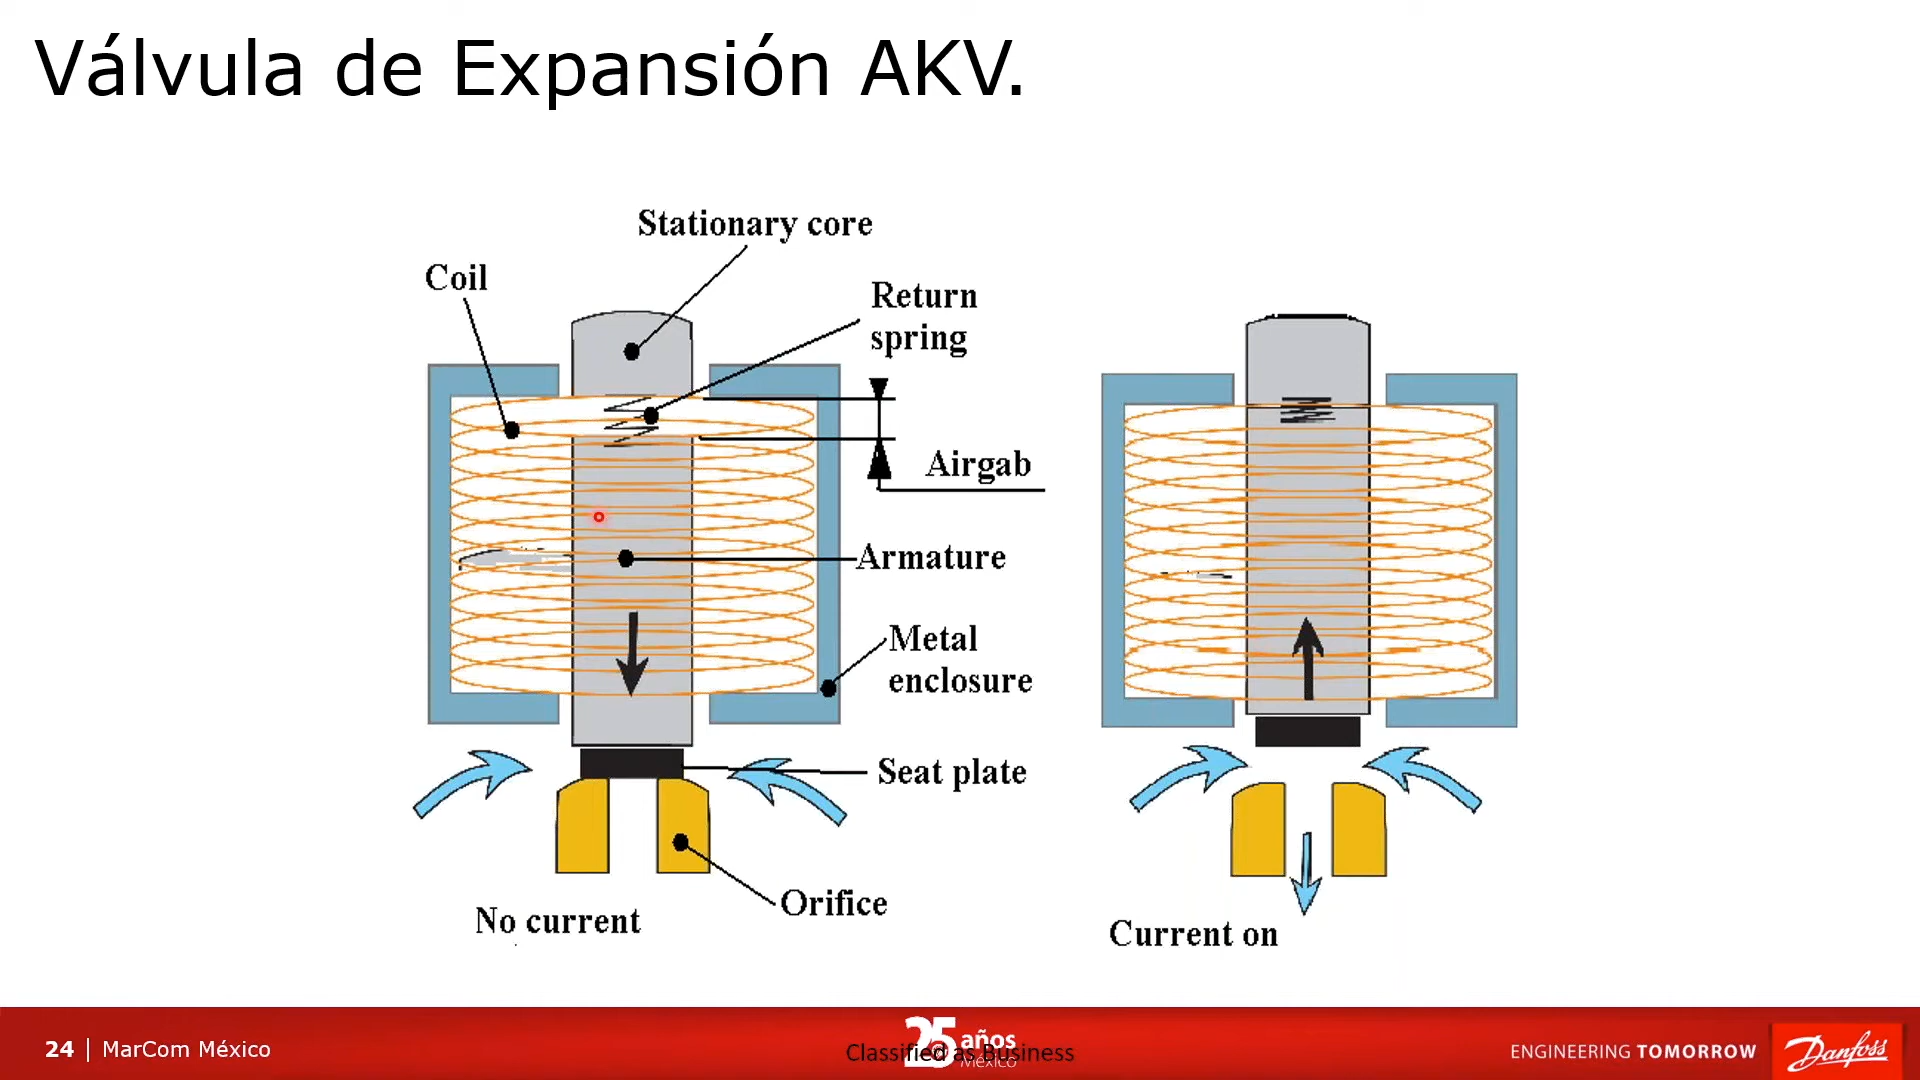 Válvula de Expansión AKV.
Stationary core
Coil
Return
spring
Airgab
Armature
Metal
enclosure
Seat plate
Orifice
No current
Current on
24 | MarCom México
25 años
México
Classified as Business
ENGINEERING TOMORROW
Danfoss